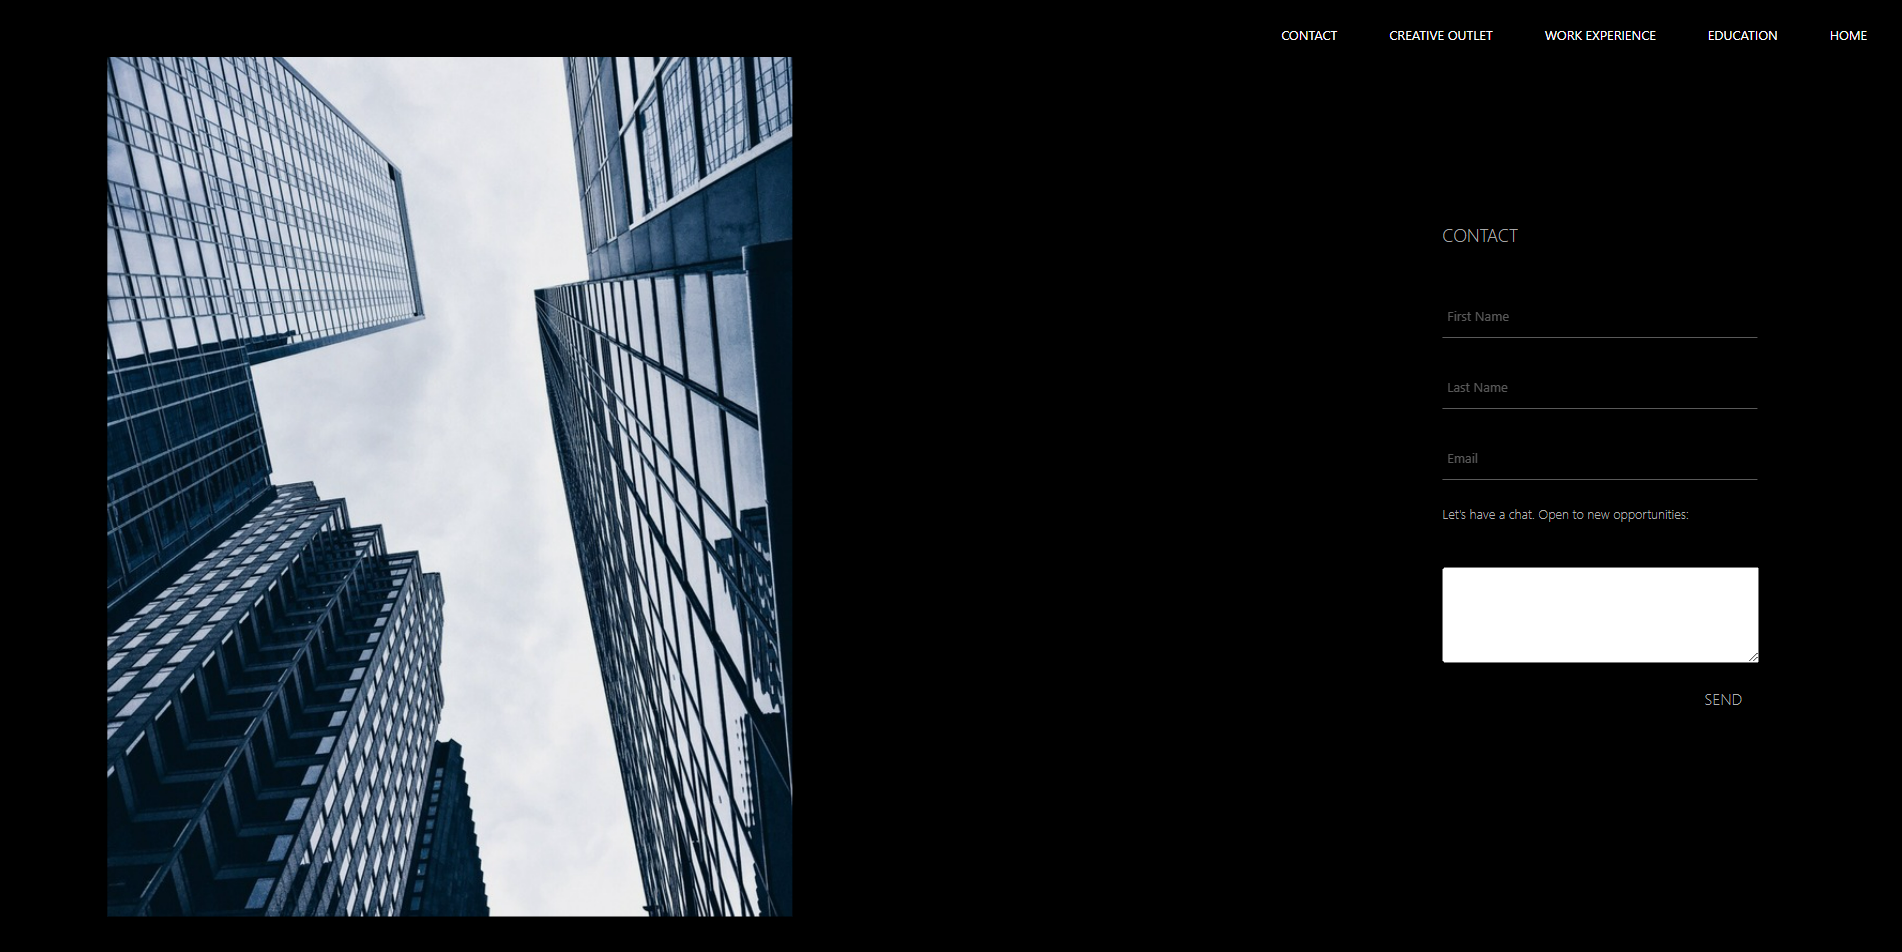 CONTACT CREATIVE OUTLET WORK EXPERIENCE EDUCATION HOME
CONTACT
First Name
Last Name
Email
Let's have a chat. Open to new opportunities:
SEND